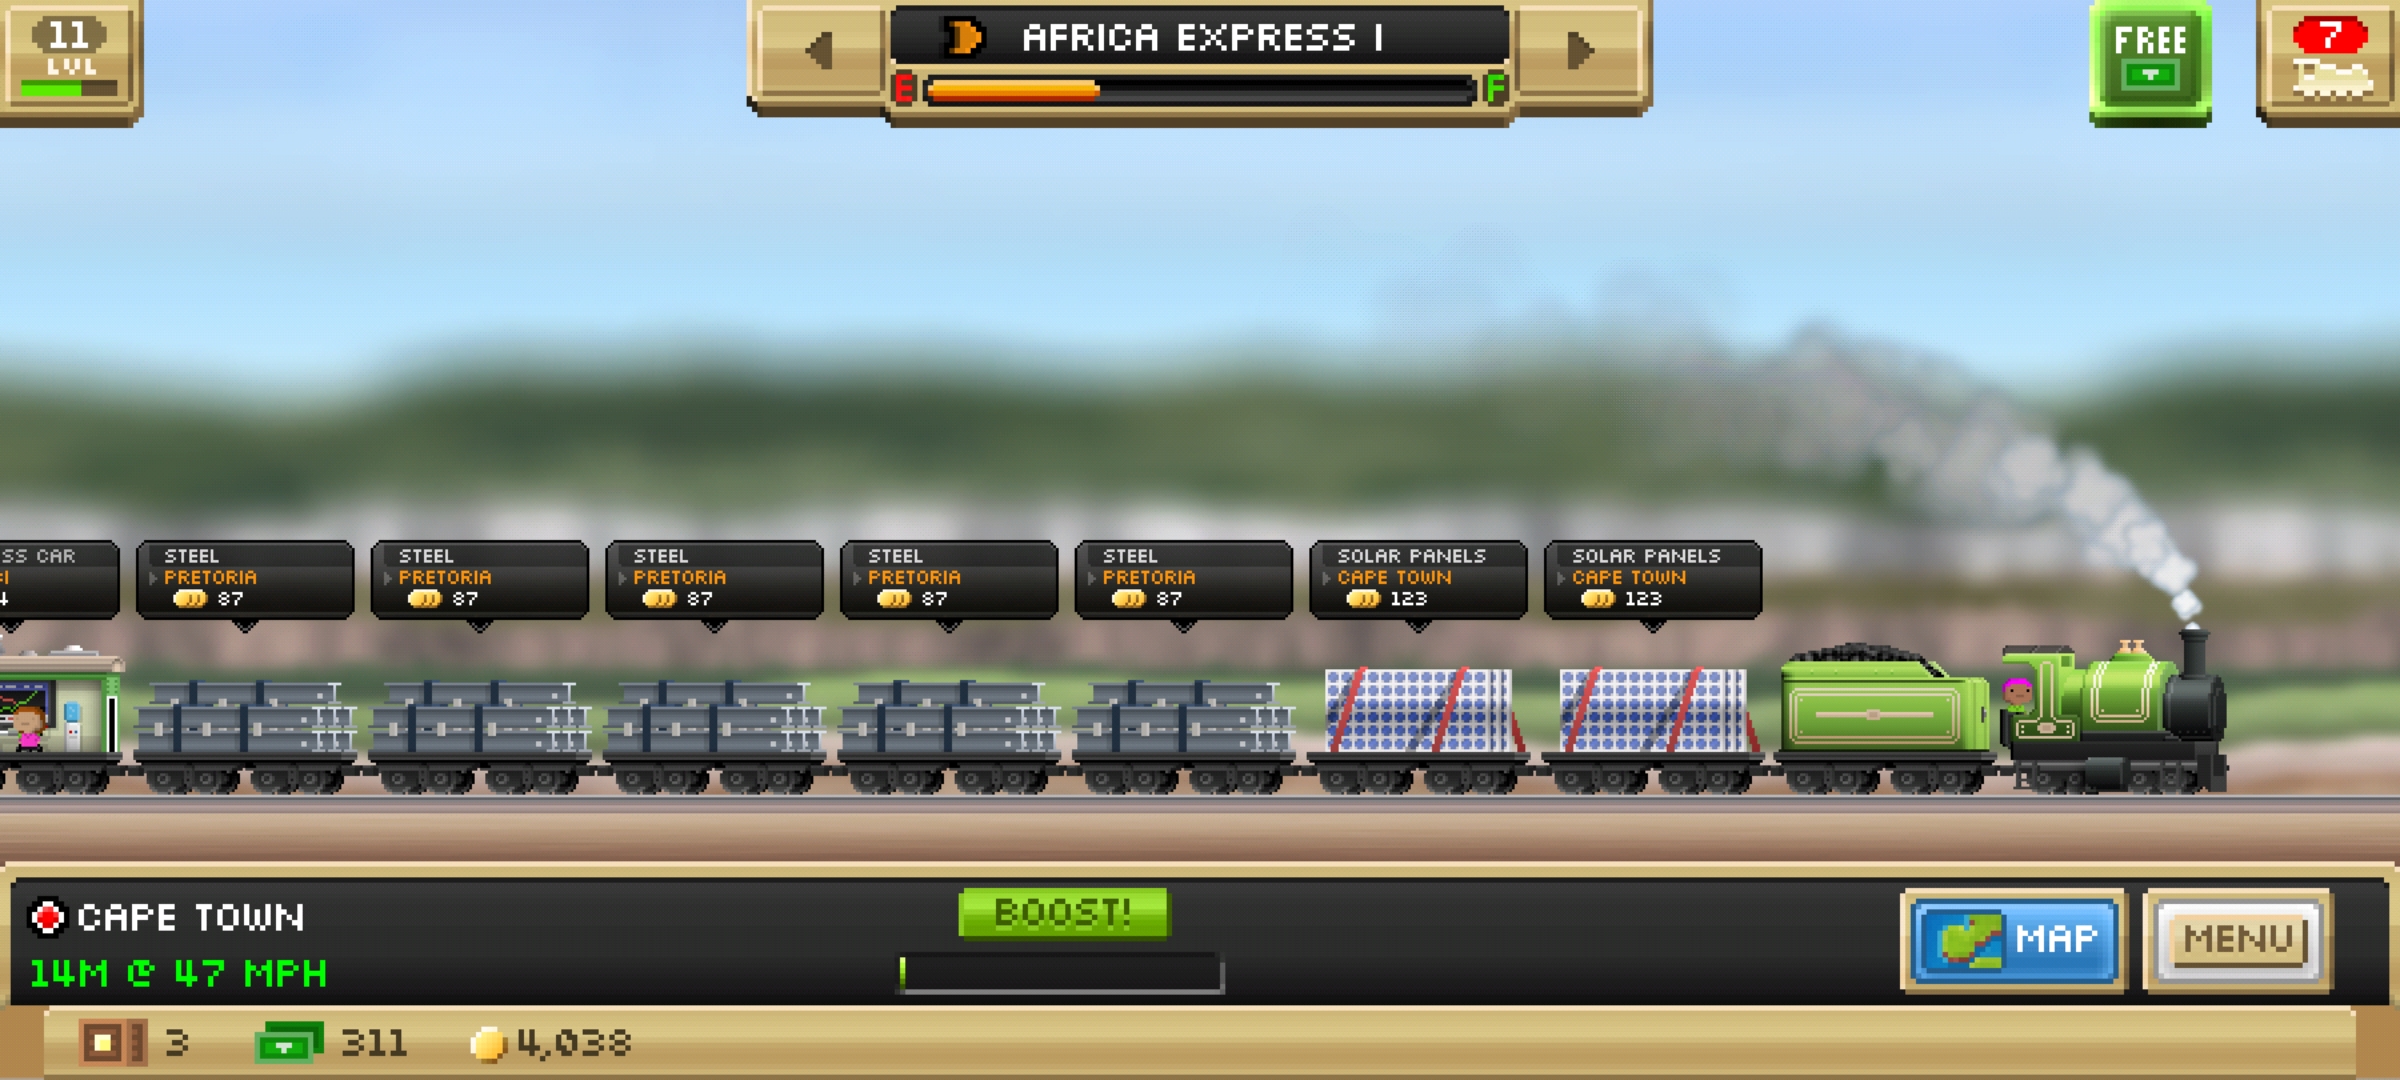 11
LVL
AFRICA EXPRESS I
E
F
FREE
7
SS CAR
STEEL
PRETORIA
87
STEEL
PRETORIA
87
STEEL
PRETORIA
87
STEEL
PRETORIA
87
STEEL
PRETORIA
87
SOLAR PANELS
CAPE TOWN
123
SOLAR PANELS
CAPE TOWN
123
CAPE TOWN
14M @ 47 MPH
BOOST!
MAP
MENU
3
311
4,038